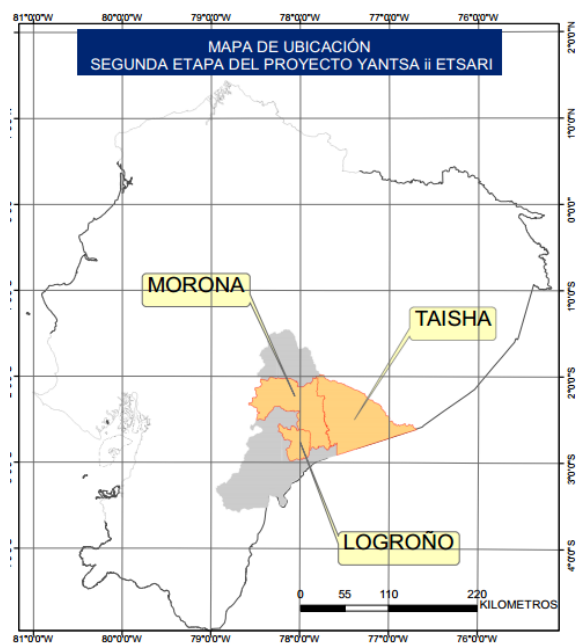 MAPA DE UBICACIÓN
SEGUNDA ETAPA DEL PROYECTO YANTSA ii ETSARI
81°0'0"W 80°0'0"W 79°0'0"W 78°0'0"W 77°0'0"W 76°0'0"W
2°0'0"N
1°0'0"N
0°0'0"
1°0'0"S
2°0'0"S
3°0'0"S
4°0'0"S
MORONA
TAISHA
LOGROÑO
0 55 110 220
KILOMETROS
81°0'0"W 80°0'0"W 79°0'0"W 78°0'0"W 77°0'0"W 76°0'0"W